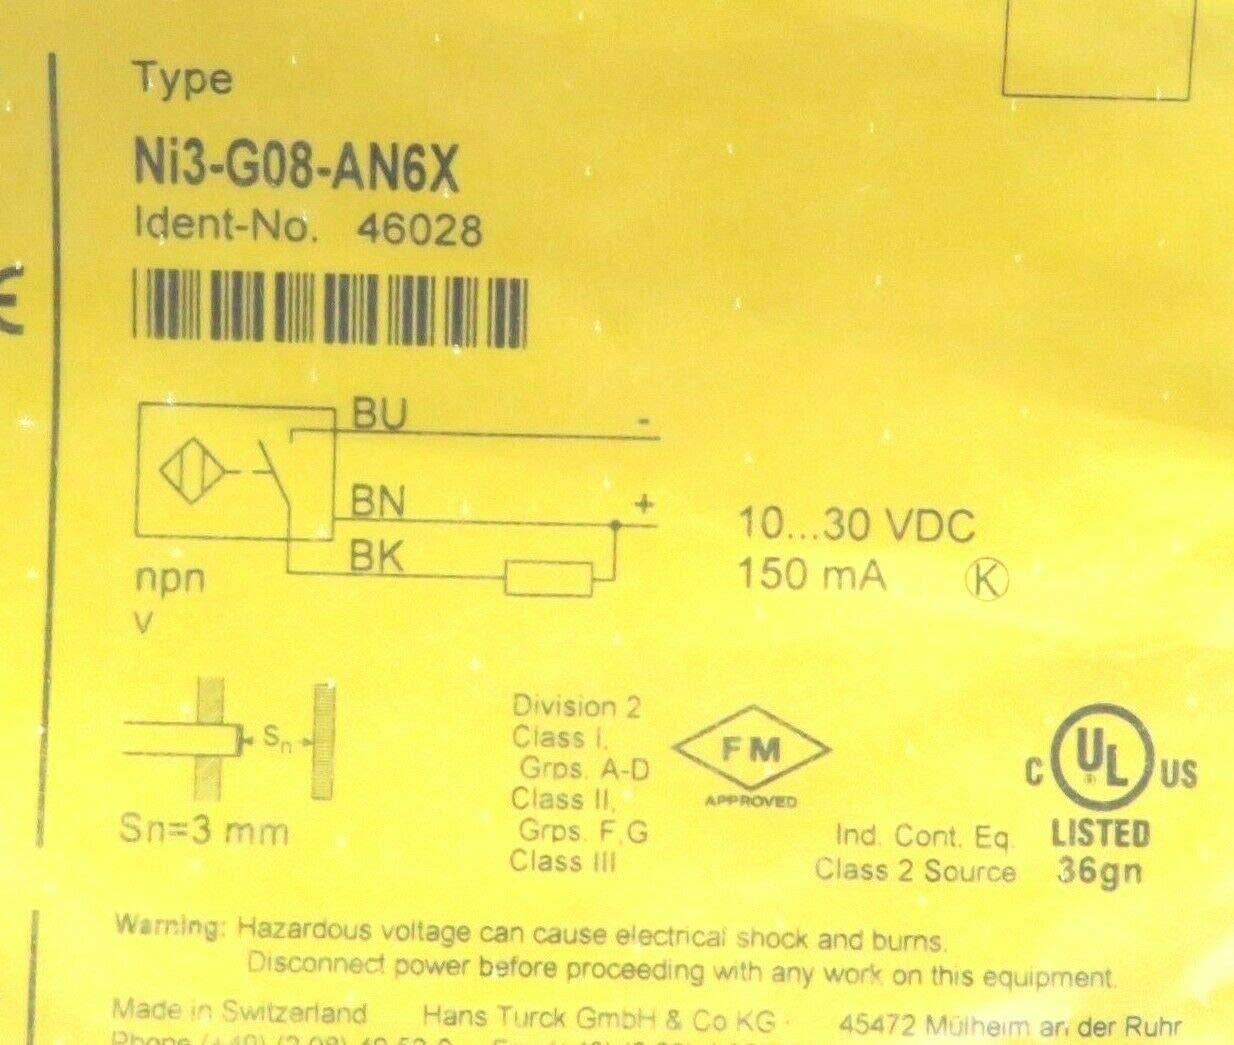 Type
Ni3-G08-AN6X
Ident-No. 46028
CE
BU -
BN +
BK
10...30 VDC
150 mA K
npn
v
Sn
Sn=3 mm
Division 2
Class I,
Grps. A-D
Class II,
Grps. F,G
Class III
FM
APPROVED
C UL US
LISTED
36gn
Ind. Cont. Eq.
Class 2 Source
Warning: Hazardous voltage can cause electrical shock and burns.
Disconnect power before proceeding with any work on this equipment.
Made in Switzerland Hans Turck GmbH & Co KG · 45472 Mülheim an der Ruhr
Phone